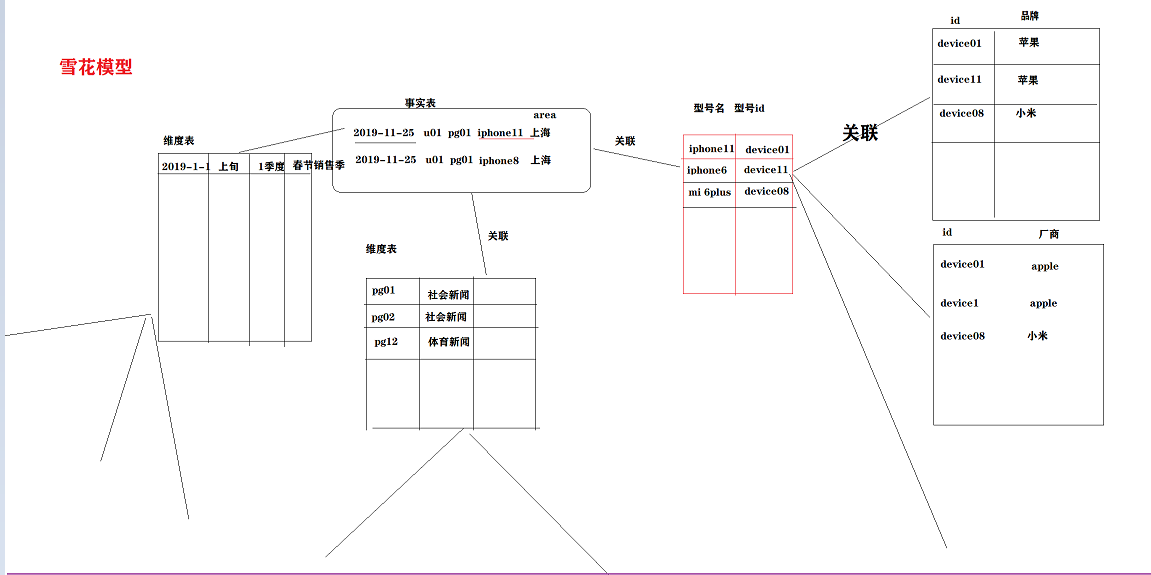 雪花模型
维度表
2019-1-1 上旬 1季度 春节销售季
事实表
area
2019-11-25 u01 pg01 iphone11 上海
2019-11-25 u01 pg01 iphone8 上海
关联
维度表
pg01 社会新闻
pg02 社会新闻
pg12 体育新闻
关联
型号名 型号id
iphone11 device01
iphone6 device11
mi 6plus device08
关联
id 品牌
device01 苹果
device11 苹果
device08 小米
id 厂商
device01 apple
device1 apple
device08 小米